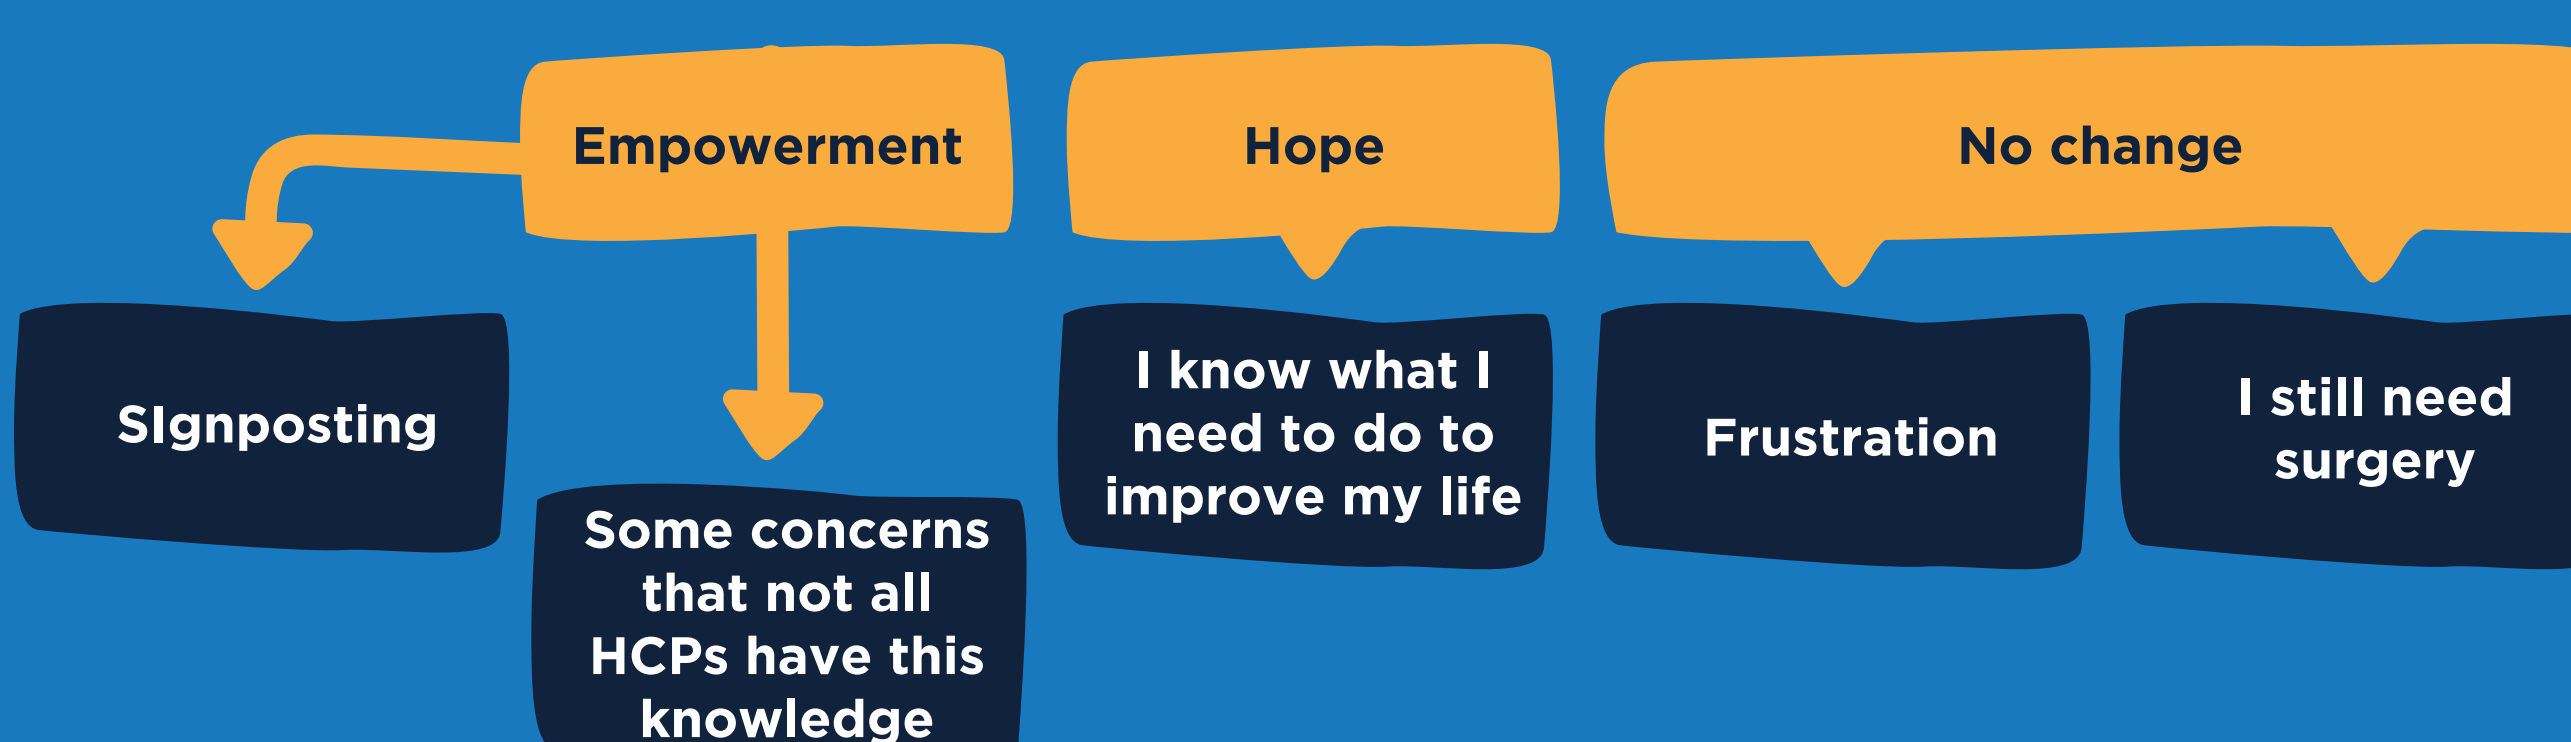 Empowerment
Hope
No change
SIgnposting
Some concerns
that not all
HCPs have this
knowledge
I know what I
need to do to
improve my life
Frustration
I still need
surgery